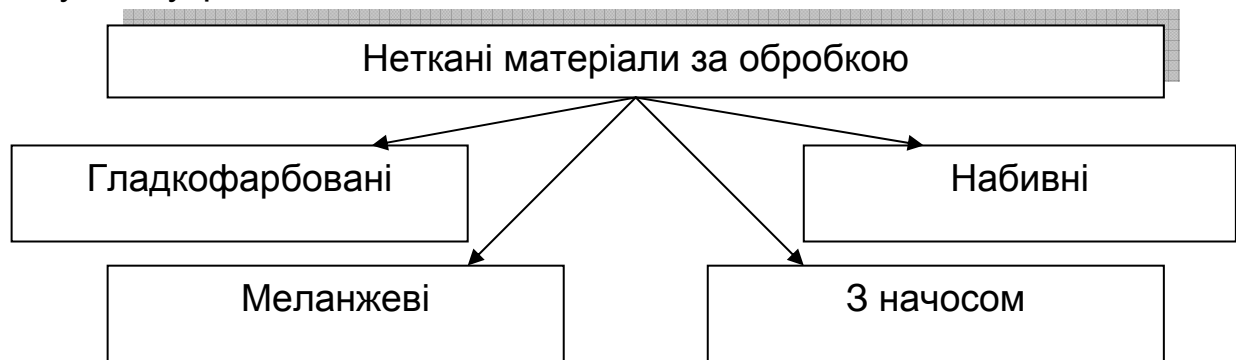 Неткані матеріали за обробкою
Гладкофарбовані
Набивні
Меланжеві
З начосом